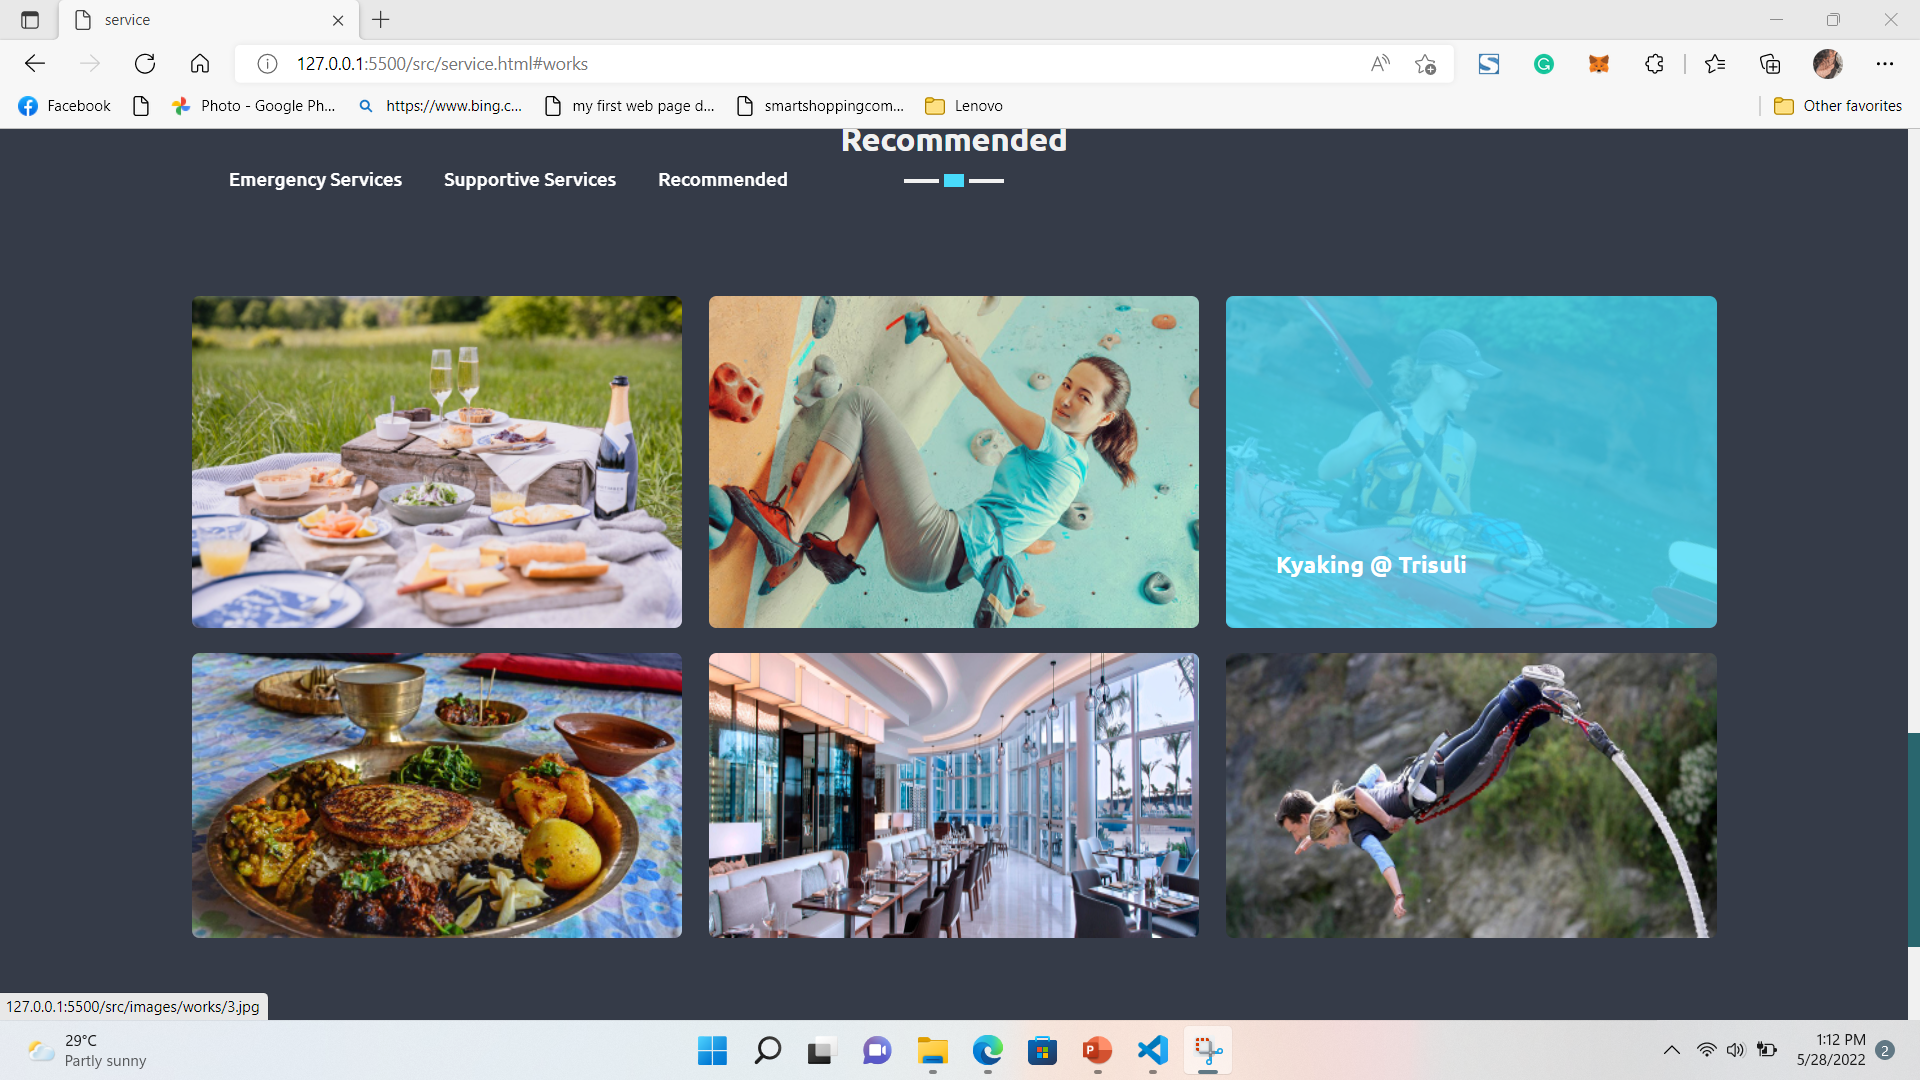 service
127.0.0.1:5500/src/service.html#works
Facebook
Photo - Google Ph...
https://www.bing.c...
my first web page d...
smartshoppingcom...
Lenovo
Other favorites
Recommended
Emergency Services
Supportive Services
Recommended
Kyaking @ Trisuli
127.0.0.1:5500/src/images/works/3.jpg
29°C
Partly sunny
1:12 PM
5/28/2022
2